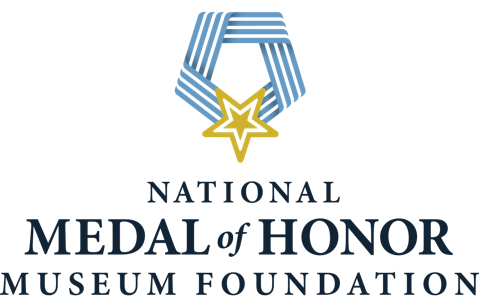 NATIONAL
MEDAL of HONOR
MUSEUM FOUNDATION